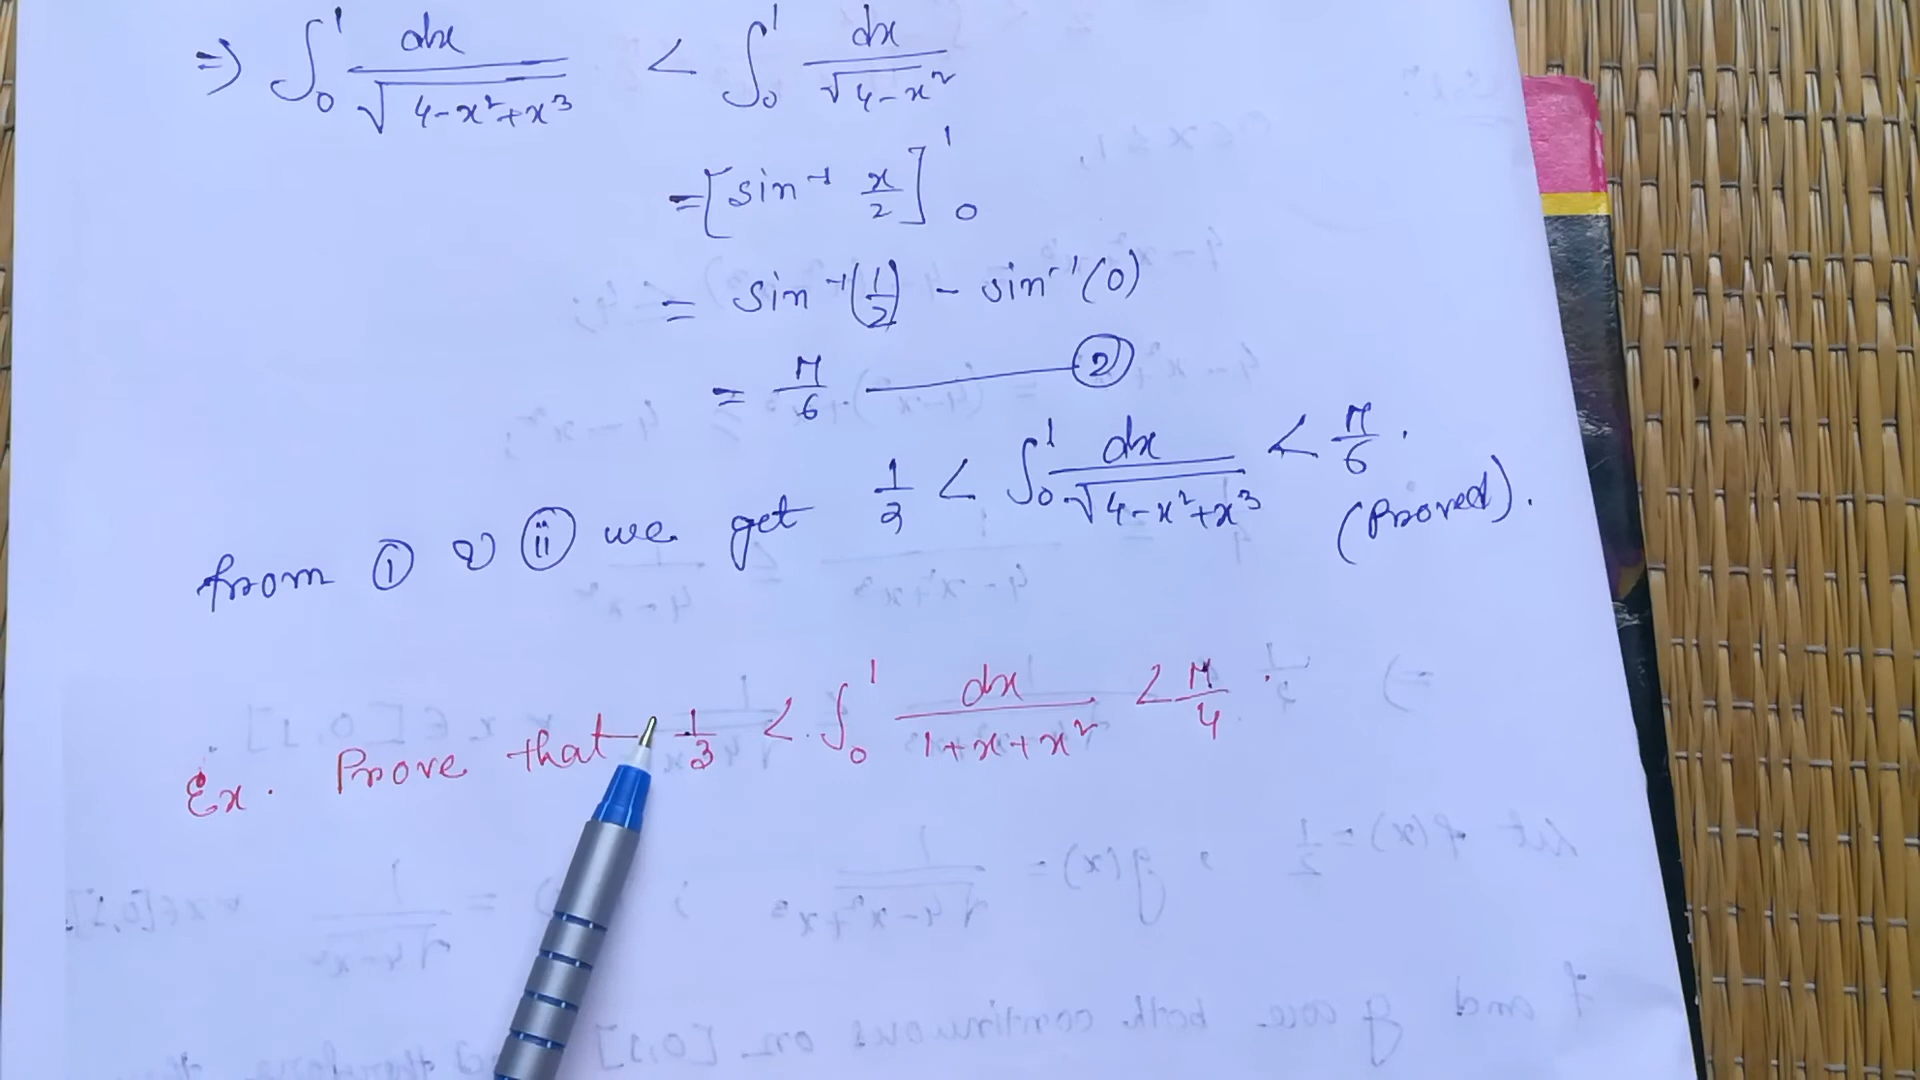 ⇒ ∫₀¹ dx/√(4-x²+x³) < ∫₀¹ dx/√(4-x²)
= [sin⁻¹ x/2]₀¹
= sin⁻¹(1/2) - sin⁻¹(0)
= π/6 —— ②
from ① & ⓘⓘ we get 1/2 < ∫₀¹ dx/√(4-x²+x³) < π/6.
(Proved).
Ex. Prove that 1/3 < ∫₀¹ dx/(1+x+x²) < π/4.